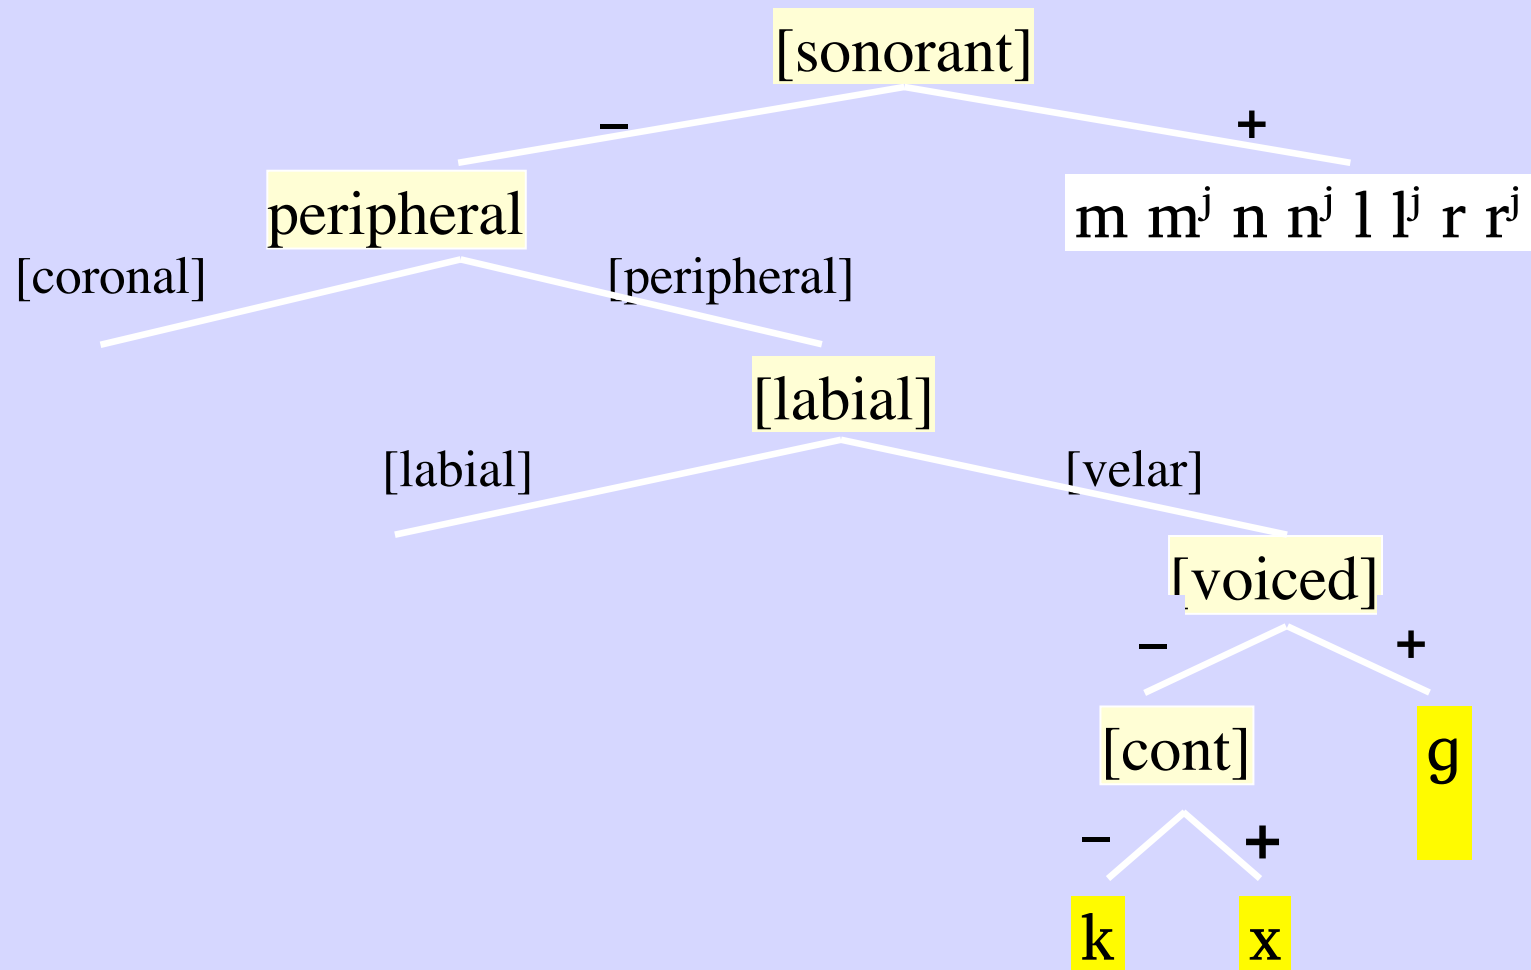 [sonorant]
– +
peripheral
m mʲ n nʲ l lʲ r rʲ
[coronal] [peripheral]
[labial]
[labial] [velar]
[voiced]
– +
[cont] g
– +
k x